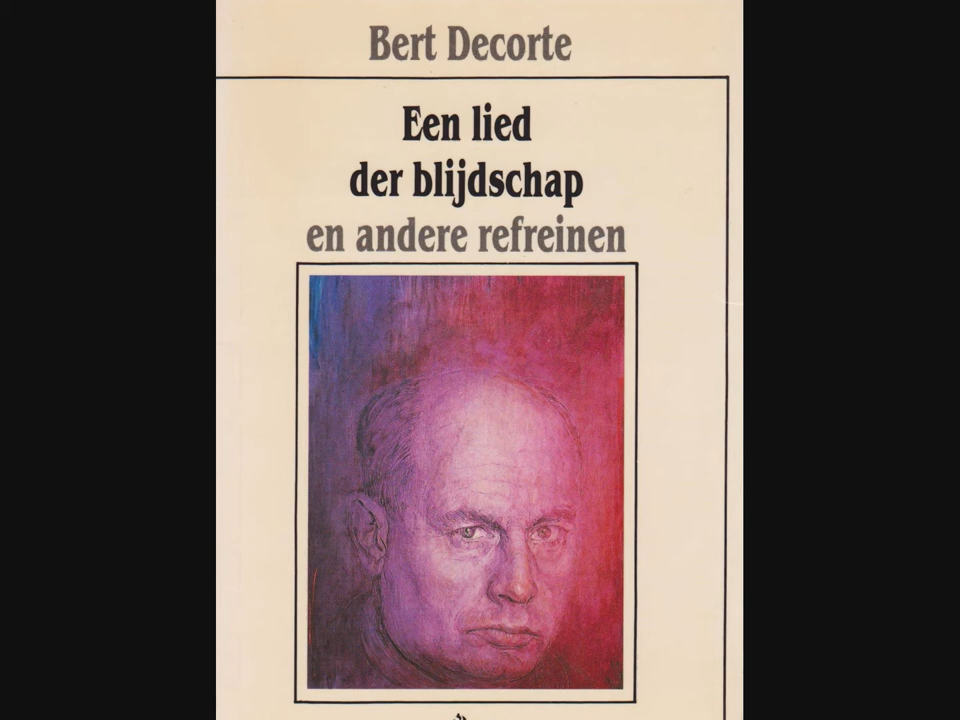 Bert Decorte
Een lied
der blijdschap
en andere refreinen